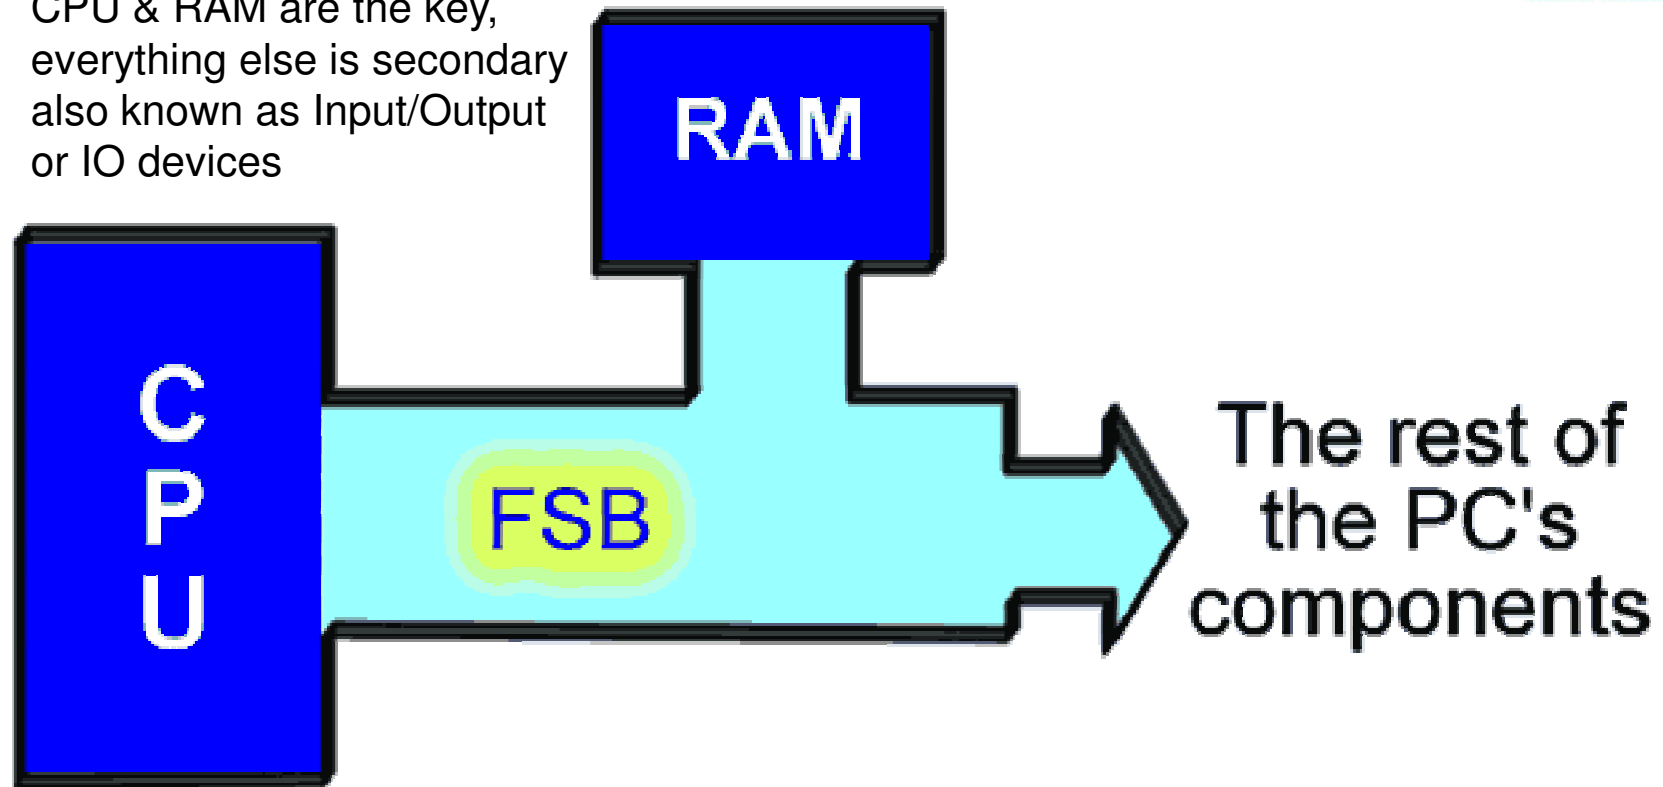 CPU & RAM are the key,
everything else is secondary
also known as Input/Output
or IO devices
RAM
C
P
U
FSB
The rest of
the PC's
components